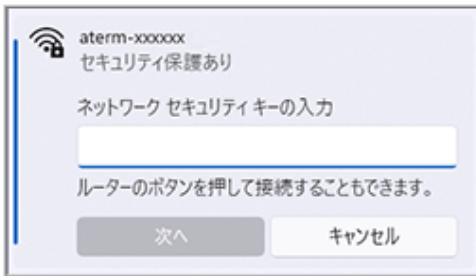 aterm-xxxxxx
セキュリティ保護あり
ネットワーク セキュリティ キーの入力
ルーターのボタンを押して接続することもできます。
次へ
キャンセル